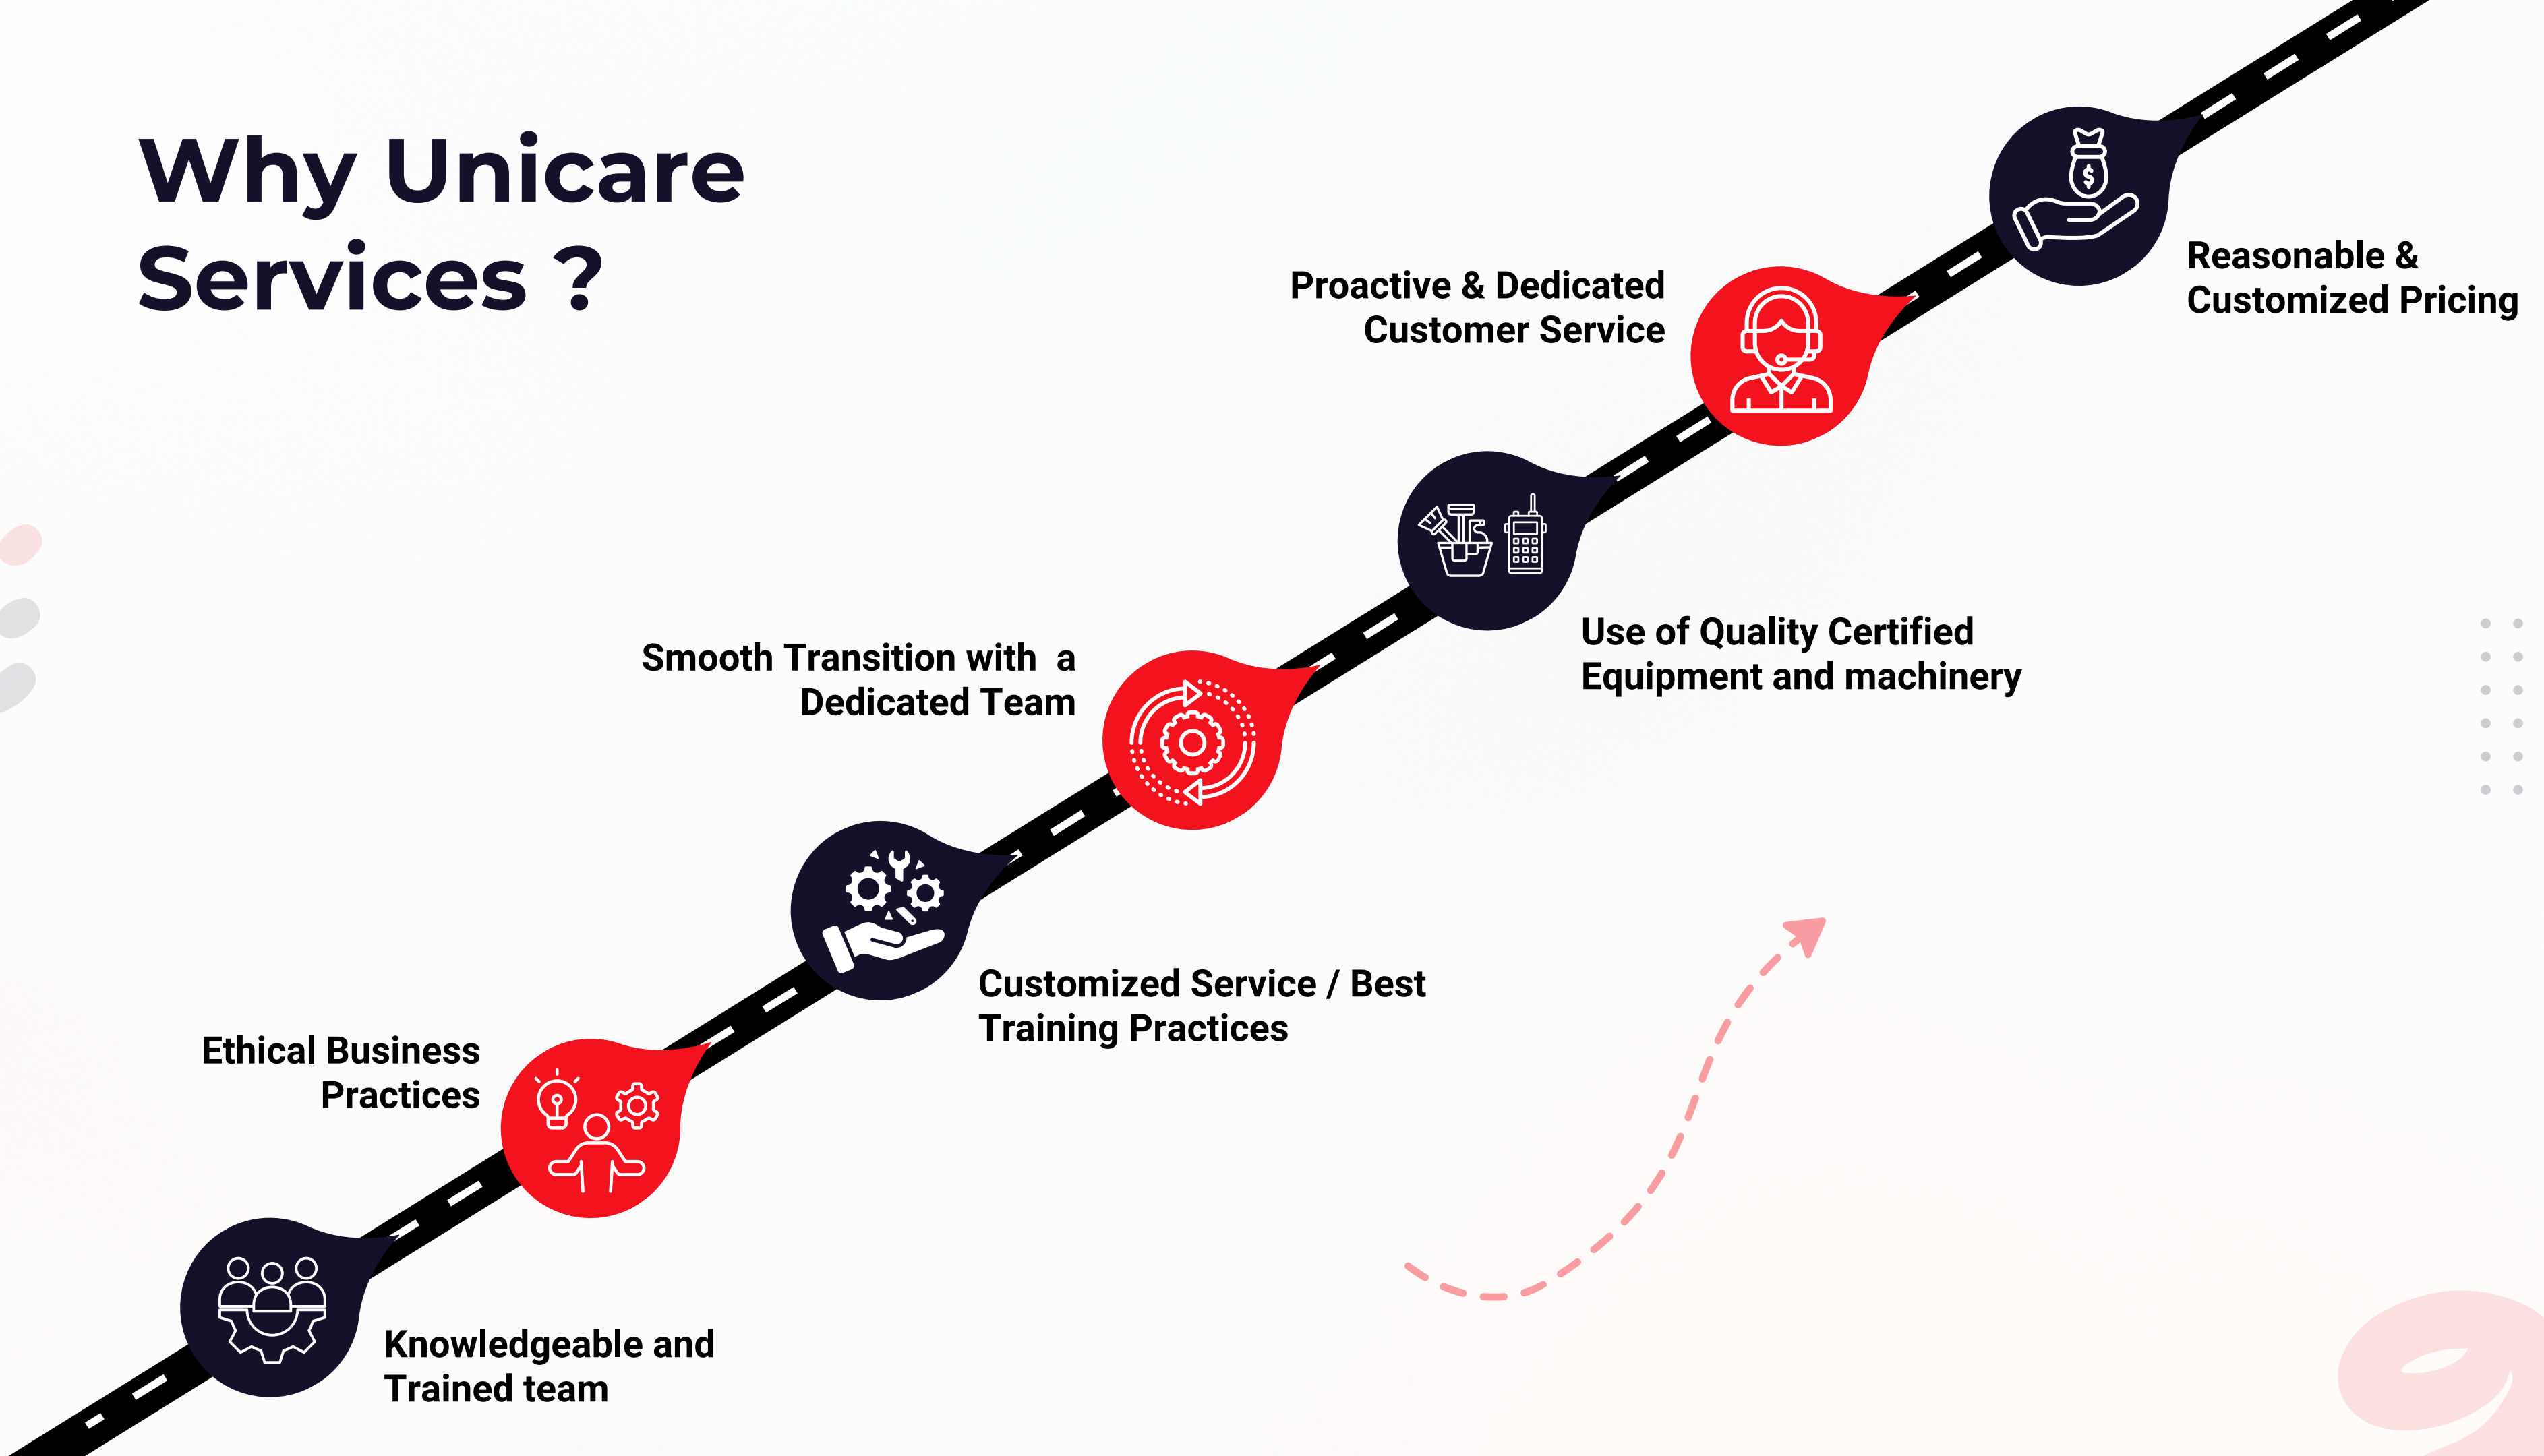 Why Unicare
Services ?
Reasonable &
Customized Pricing
Proactive & Dedicated
Customer Service
Use of Quality Certified
Equipment and machinery
Smooth Transition with  a
Dedicated Team
Customized Service / Best
Training Practices
Ethical Business
Practices
Knowledgeable and
Trained team